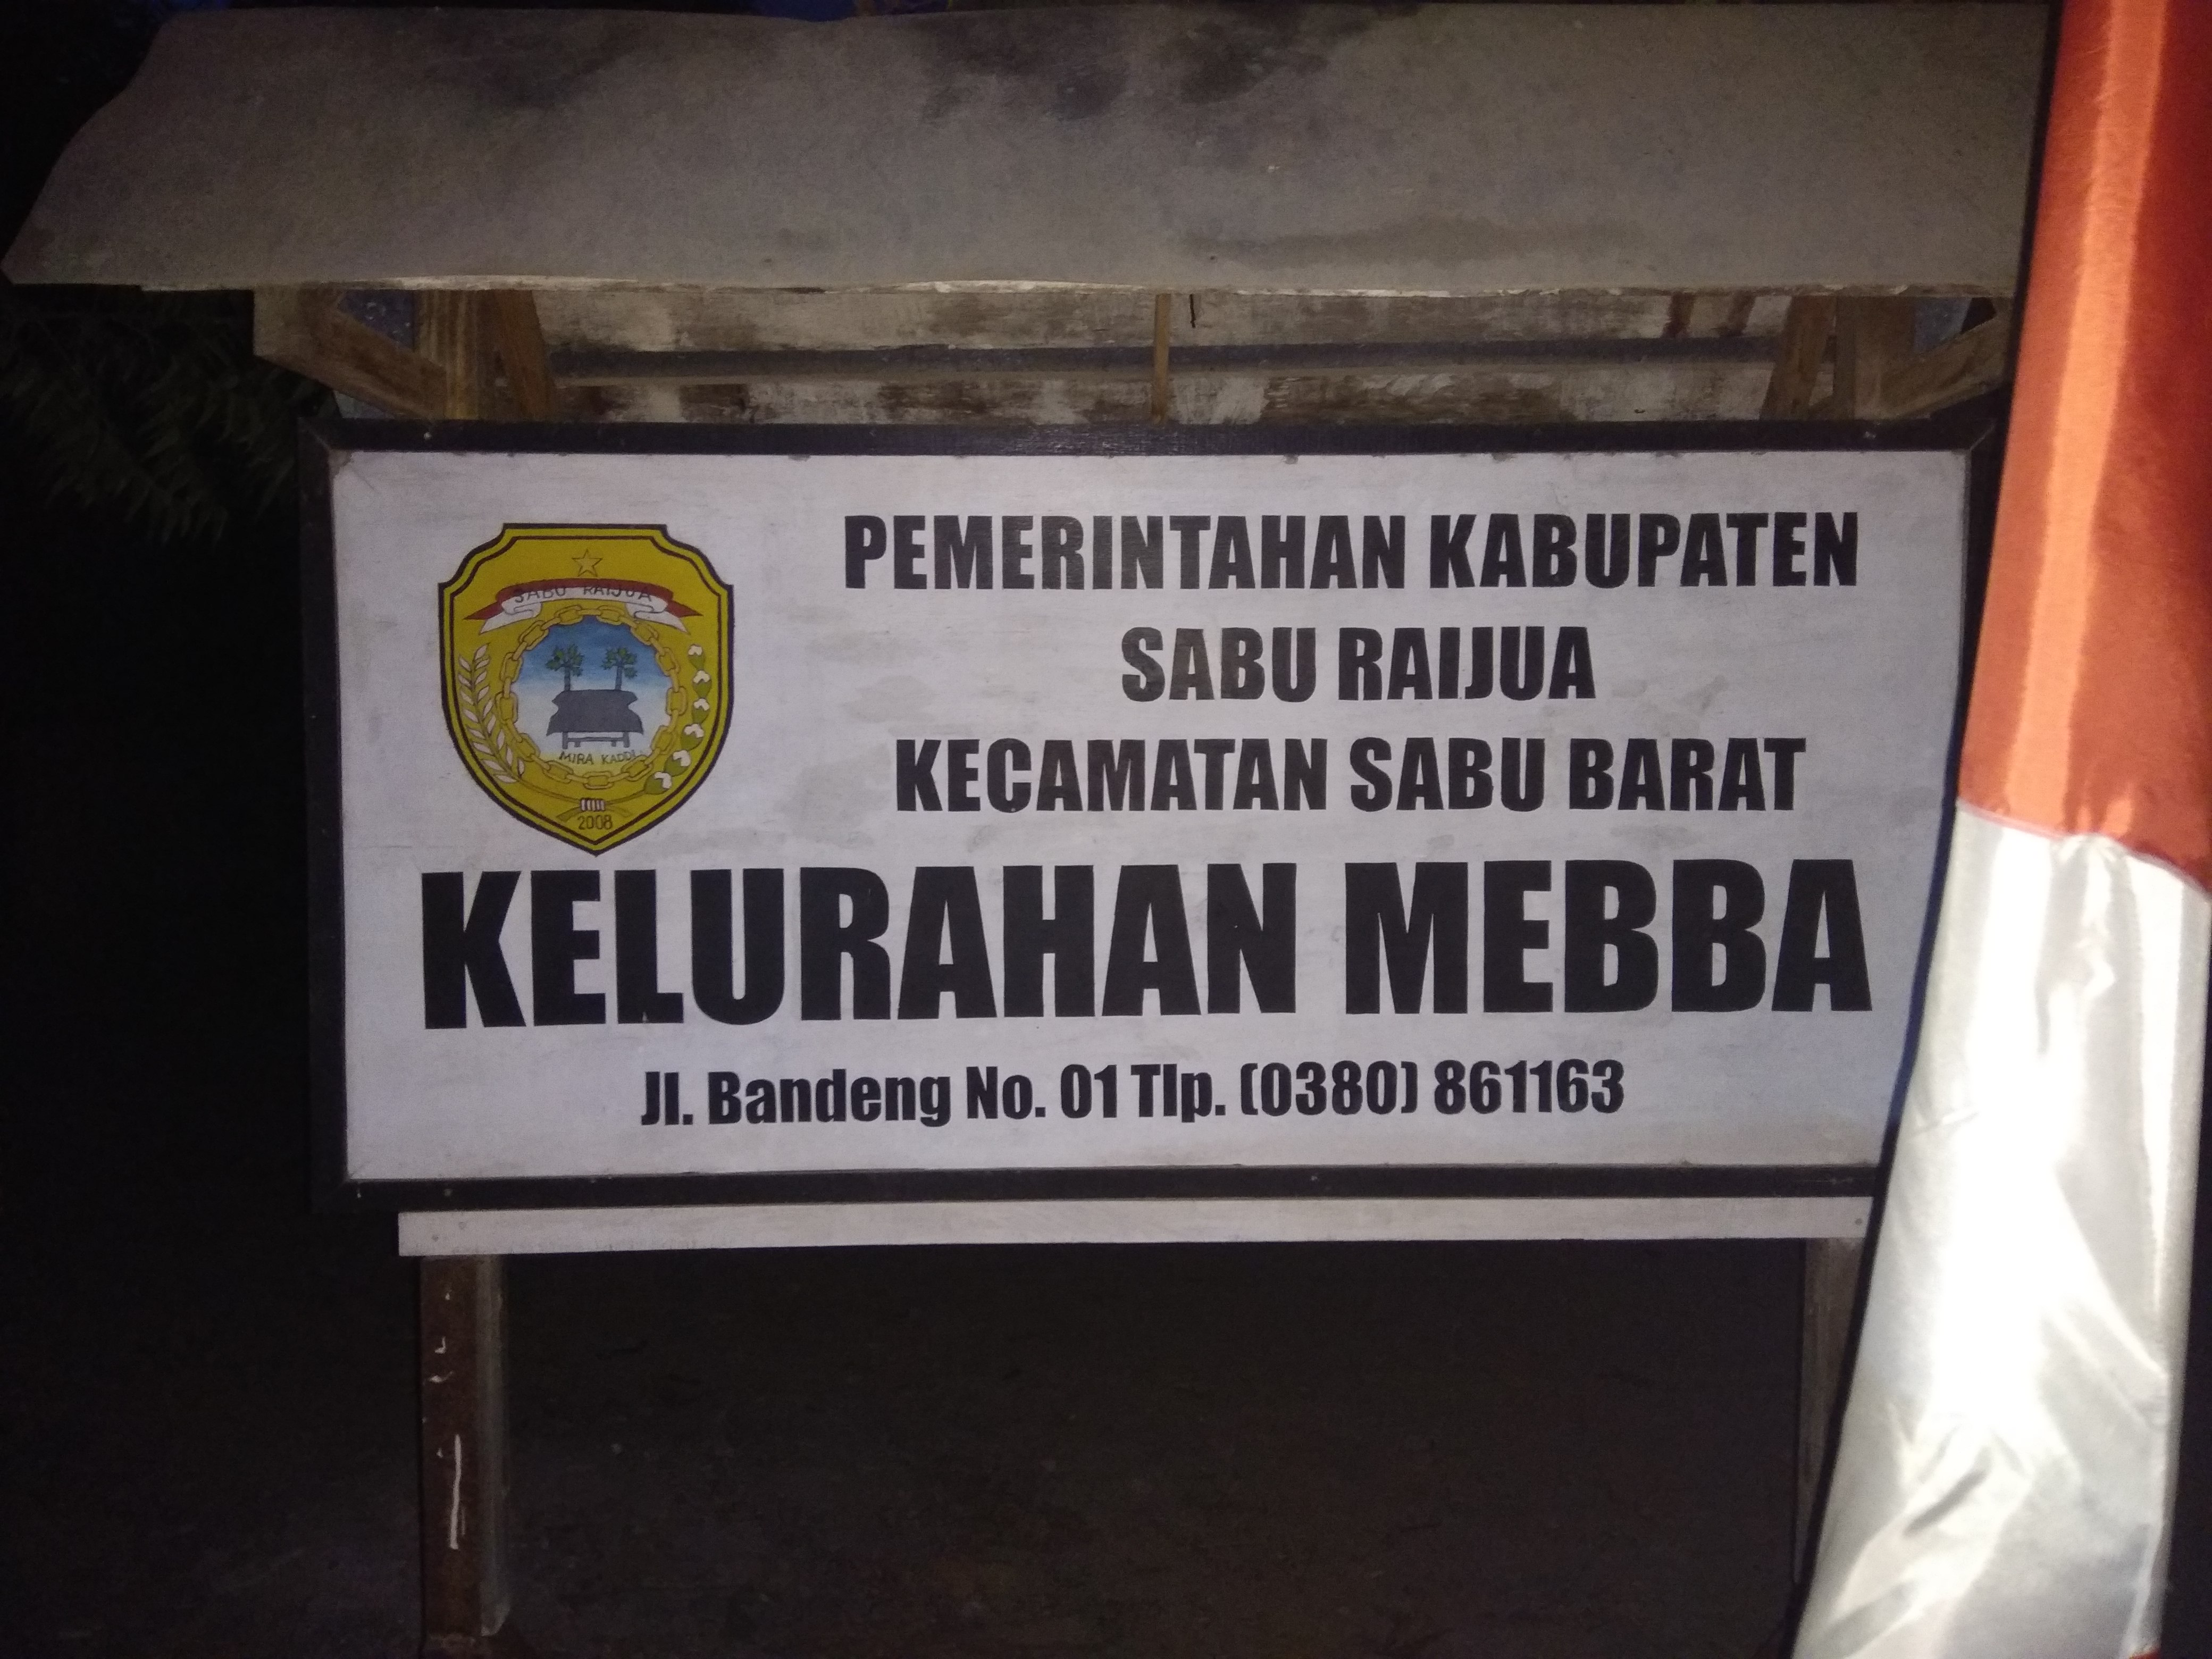 SABU RAIJUA
MIRA KADDI
2008
PEMERINTAHAN KABUPATEN
SABU RAIJUA
KECAMATAN SABU BARAT
KELURAHAN MEBBA
Jl. Bandeng No. 01 Tlp. (0380) 861163